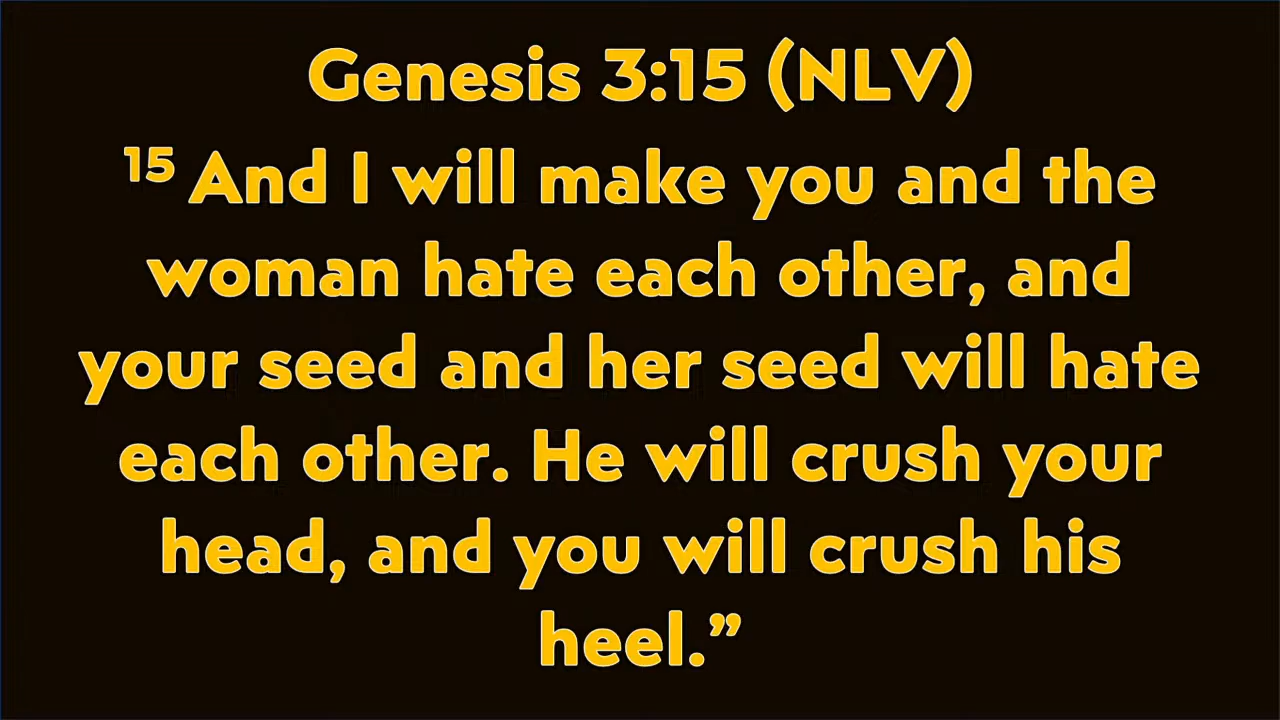 Genesis 3:15 (NLV)
¹⁵ And I will make you and the
woman hate each other, and
your seed and her seed will hate
each other. He will crush your
head, and you will crush his
heel.”